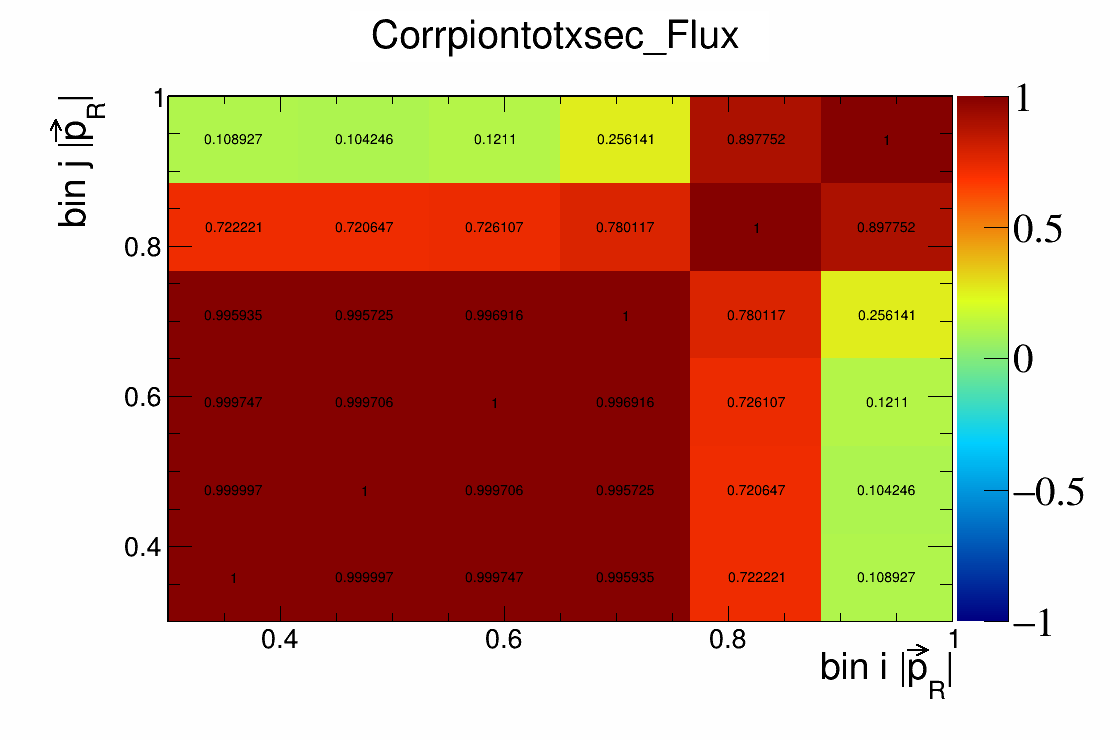 Corrpiontotxsec_Flux
bin j |p⃗_R|
1
0.8
0.6
0.4
0.108927 0.104246 0.1211 0.256141 0.897752 1
0.722221 0.720647 0.726107 0.780117 1 0.897752
0.995935 0.995725 0.996916 1 0.780117 0.256141
0.999747 0.999706 1 0.996916 0.726107 0.1211
0.999997 1 0.999706 0.995725 0.720647 0.104246
1 0.999997 0.999747 0.995935 0.722221 0.108927
0.4 0.6 0.8 1
bin i |p⃗_R|
1
0.5
0
−0.5
−1